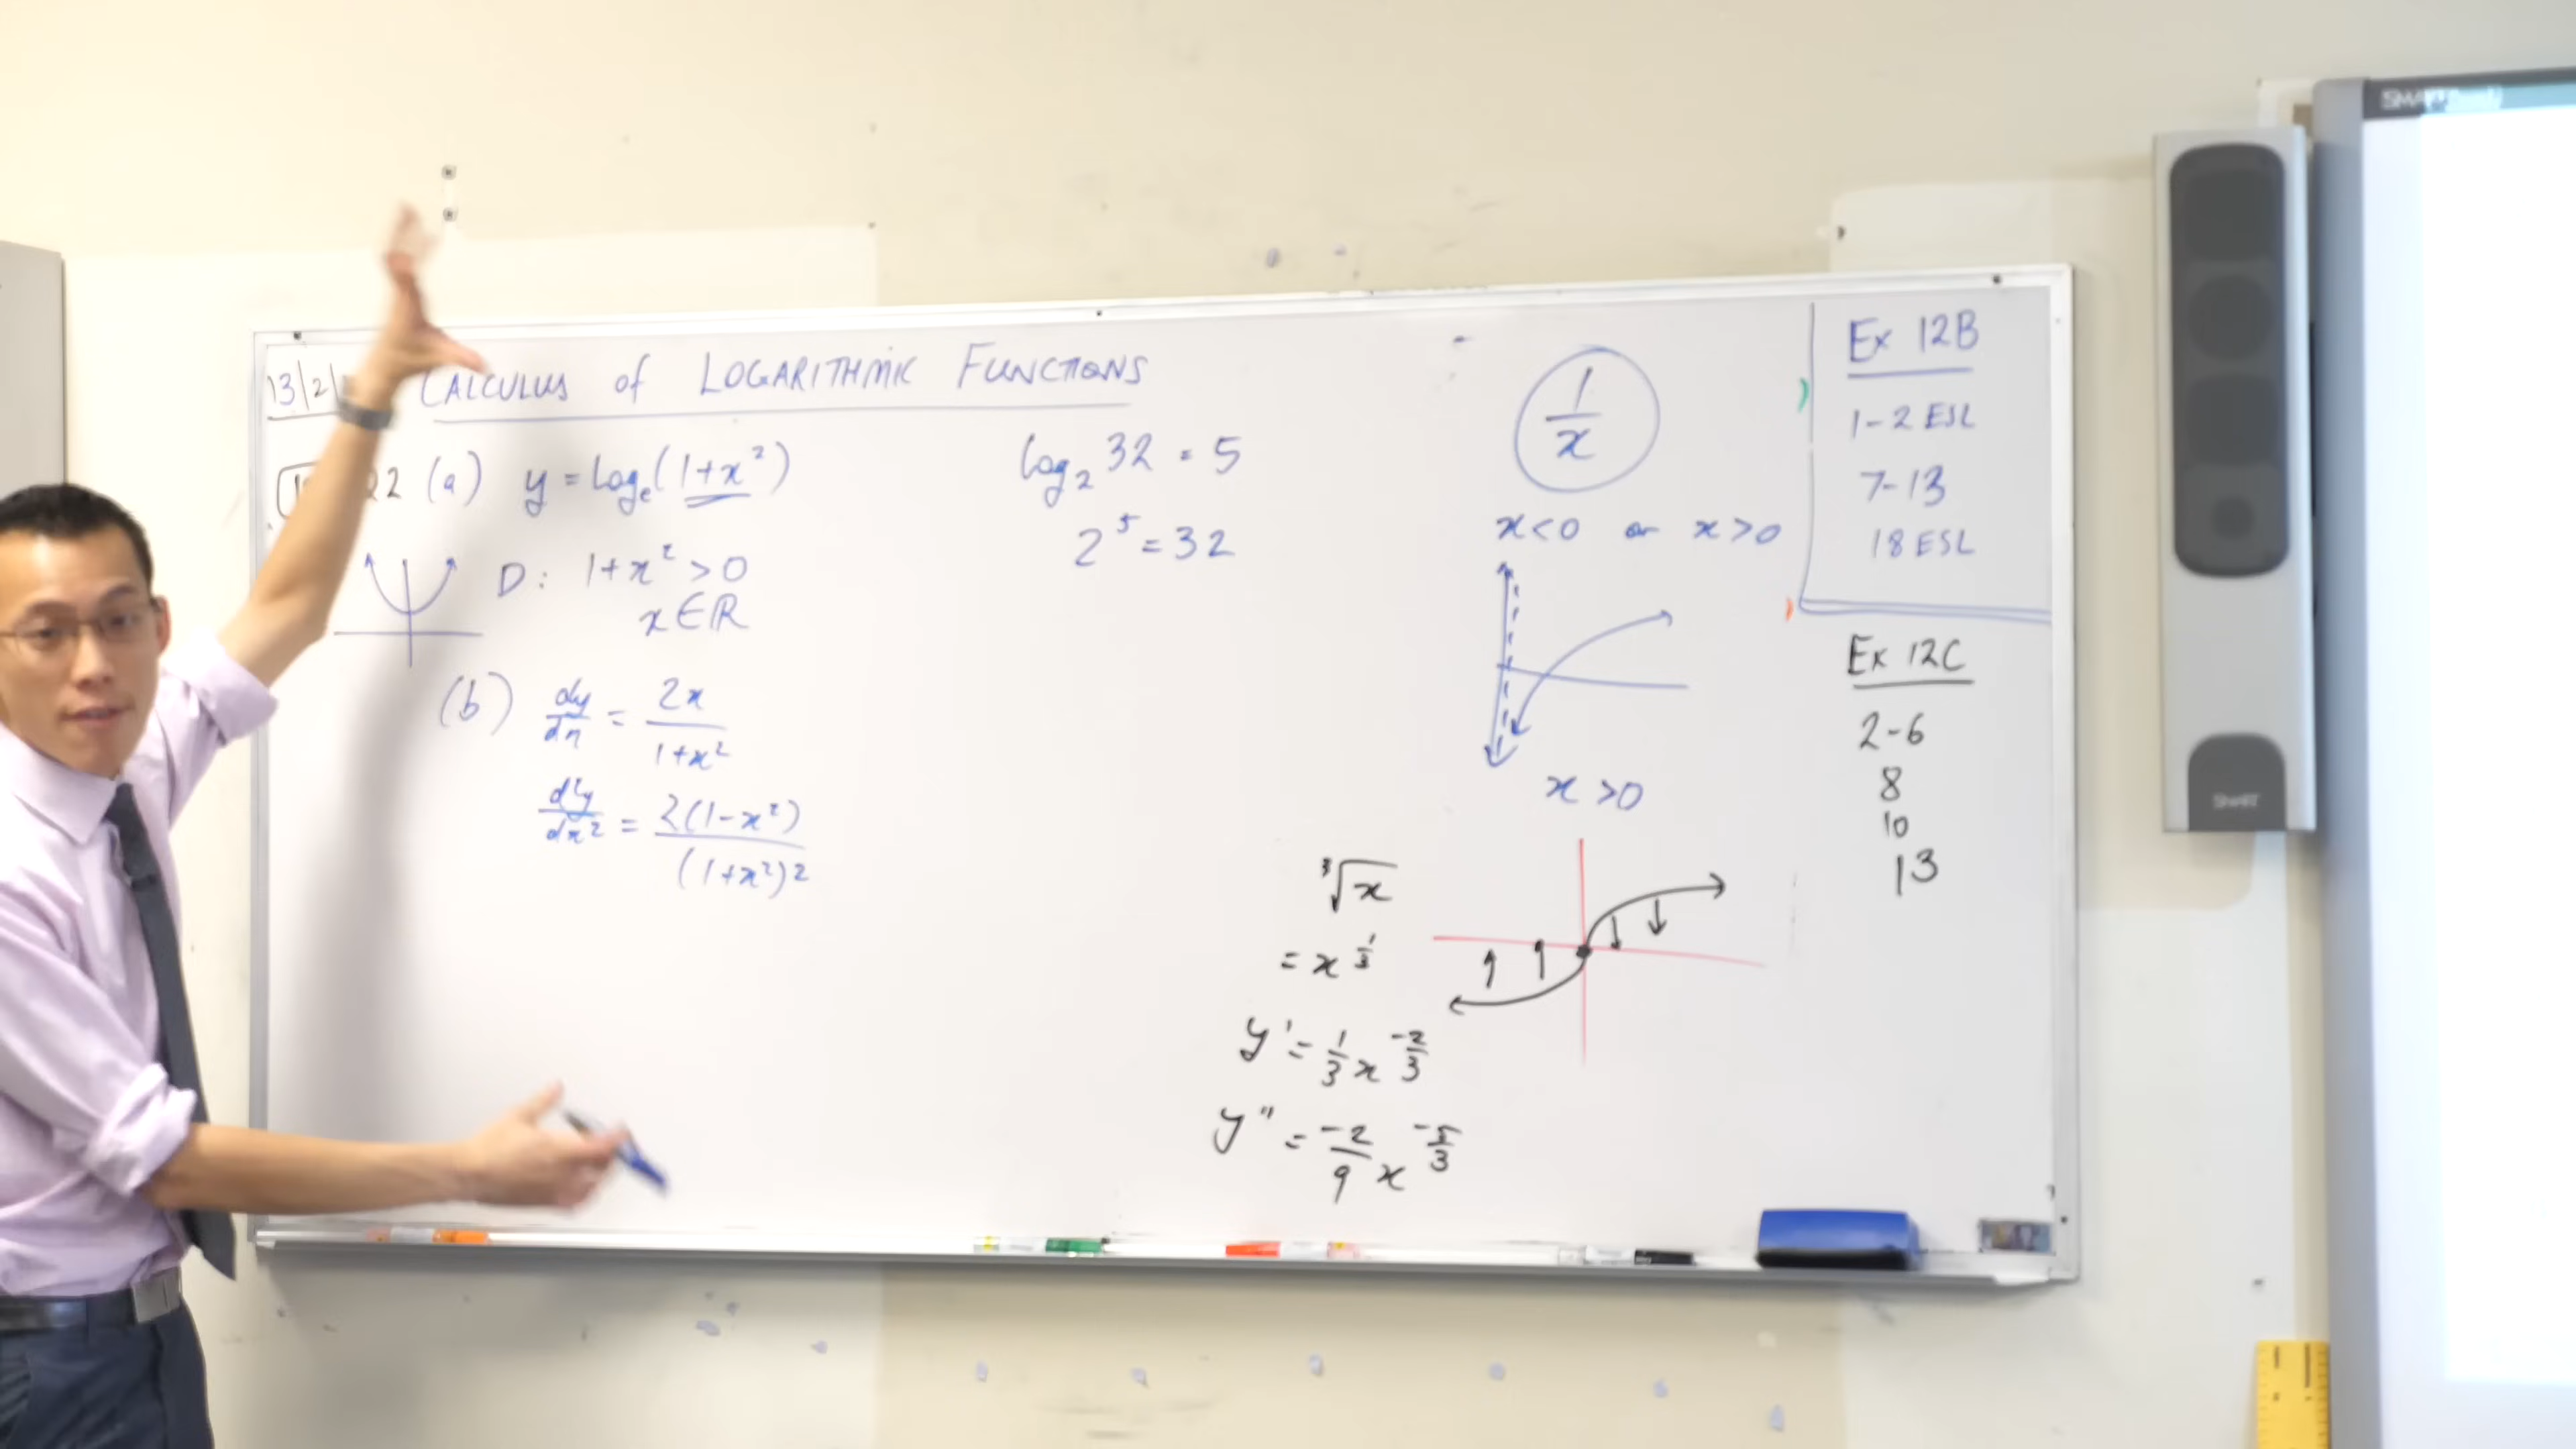 13/2/
CALCULUS of LOGARITHMIC FUNCTIONS
2 (a) y = loge(1+x²)
D: 1+x² > 0
x ∈ ℝ
(b) dy/dx = 2x/(1+x²)
d²y/dx² = 2(1-x²)/(1+x²)²
log₂ 32 = 5
2⁵ = 32
1/x
x<0 or x>0
x >0
³√x
= x^(1/3)
y' = 1/3 x^(-2/3)
y" = -2/9 x^(-5/3)
Ex 12B
1-2 ESL
7-13
18 ESL
Ex 12C
2-6
8
10
13
SMART